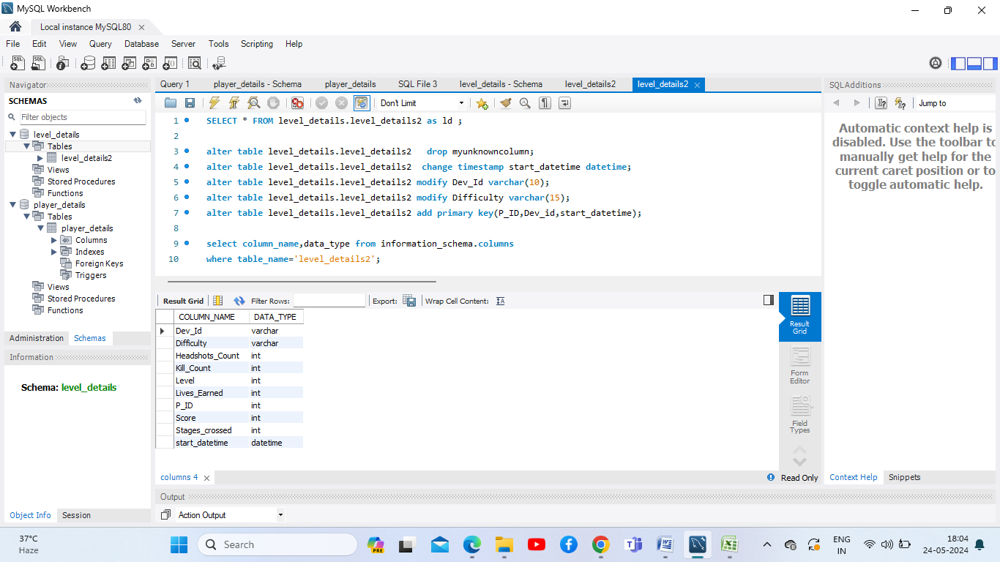 MySQL Workbench
Local instance MySQL80
File Edit View Query Database Server Tools Scripting Help
Navigator
SCHEMAS
Filter objects
level_details
Tables
level_details2
Views
Stored Procedures
Functions
player_details
Tables
player_details
Columns
Indexes
Foreign Keys
Triggers
Views
Stored Procedures
Functions
Administration Schemas
Information
Schema: level_details
Object Info Session
Query 1 player_details - Schema player_details SQL File 3 level_details - Schema level_details2 level_details2
Don't Limit
1 SELECT * FROM level_details.level_details2 as ld ;
2
3 alter table level_details.level_details2 drop myunknowncolumn;
4 alter table level_details.level_details2 change timestamp start_datetime datetime;
5 alter table level_details.level_details2 modify Dev_Id varchar(10);
6 alter table level_details.level_details2 modify Difficulty varchar(15);
7 alter table level_details.level_details2 add primary key(P_ID,Dev_id,start_datetime);
8
9 select column_name,data_type from information_schema.columns
10 where table_name='level_details2';
Result Grid Filter Rows: Export: Wrap Cell Content:
COLUMN_NAME DATA_TYPE
Dev_Id varchar
Difficulty varchar
Headshots_Count int
Kill_Count int
Level int
Lives_Earned int
P_ID int
Score int
Stages_crossed int
start_datetime datetime
Result
Grid
Form
Editor
Field
Types
columns 4
Read Only
Output
Action Output
SQLAdditions
Jump to
Automatic context help is
disabled. Use the toolbar to
manually get help for the
current caret position or to
toggle automatic help.
Context Help Snippets
37°C
Haze
Search
PRE
ENG
IN
18:04
24-05-2024